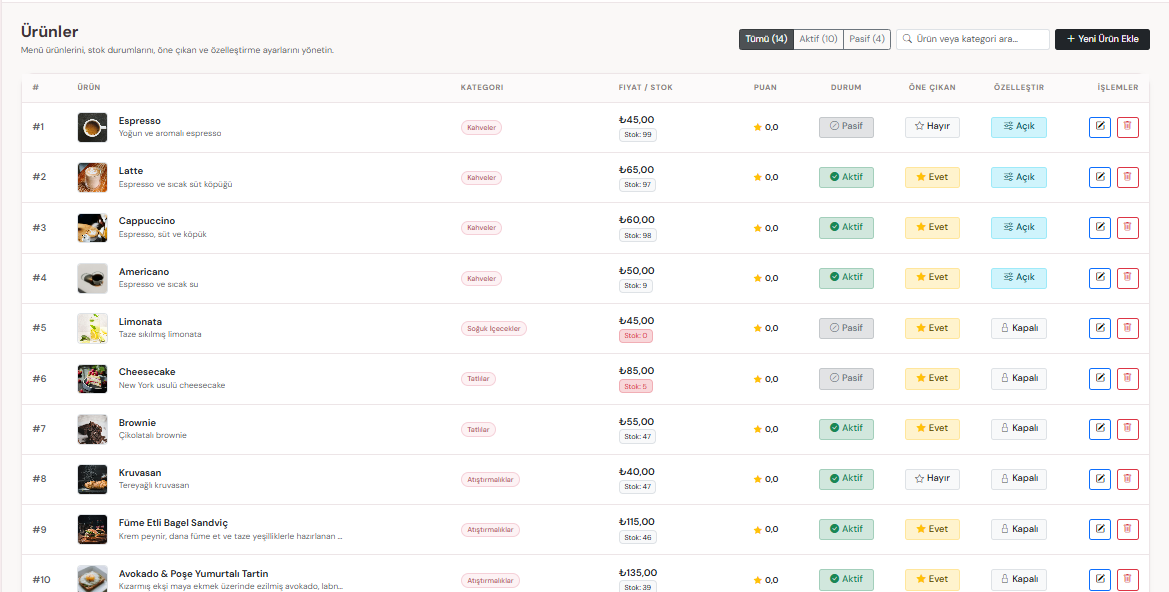 Ürünler
Menü ürünlerini, stok durumlarını, öne çıkan ve özelleştirme ayarlarını yönetin.
Tümü (14) Aktif (10) Pasif (4) Ürün veya kategori ara... + Yeni Ürün Ekle
# ÜRÜN KATEGORI FIYAT / STOK PUAN DURUM ÖNE ÇIKAN ÖZELLEŞTIR İŞLEMLER
#1 Espresso Kahveler ₺45,00 0,0 Pasif Hayır Açık
Yoğun ve aromalı espresso Stok: 99
#2 Latte Kahveler ₺65,00 0,0 Aktif Evet Açık
Espresso ve sıcak süt köpüğü Stok: 97
#3 Cappuccino Kahveler ₺60,00 0,0 Aktif Evet Açık
Espresso, süt ve köpük Stok: 98
#4 Americano Kahveler ₺50,00 0,0 Aktif Evet Açık
Espresso ve sıcak su Stok: 9
#5 Limonata Soğuk İçecekler ₺45,00 0,0 Pasif Evet Kapalı
Taze sıkılmış limonata Stok: 0
#6 Cheesecake Tatlılar ₺85,00 0,0 Pasif Evet Kapalı
New York usulü cheesecake Stok: 5
#7 Brownie Tatlılar ₺55,00 0,0 Aktif Evet Kapalı
Çikolatalı brownie Stok: 47
#8 Kruvasan Atıştırmalıklar ₺40,00 0,0 Aktif Hayır Kapalı
Tereyağlı kruvasan Stok: 47
#9 Füme Etli Bagel Sandviç Atıştırmalıklar ₺115,00 0,0 Aktif Evet Kapalı
Krem peynir, dana füme et ve taze yeşilliklerle hazırlanan ... Stok: 46
#10 Avokado & Poşe Yumurtalı Tartin Atıştırmalıklar ₺135,00 0,0 Aktif Evet Kapalı
Kızarmış ekşi maya ekmek üzerinde ezilmiş avokado, labn... Stok: 39